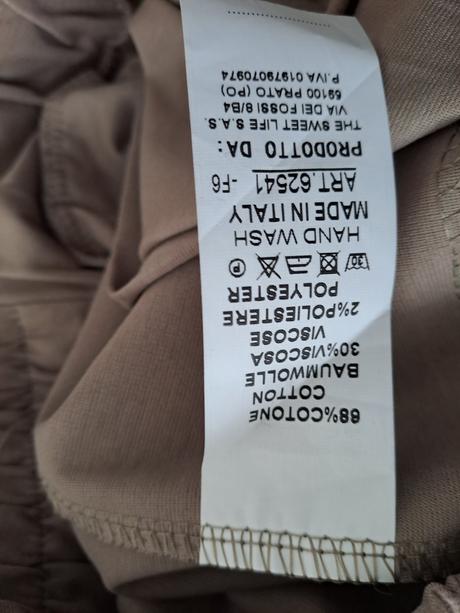 68%COTONE
COTTON
BAUMWOLLE
30%VISCOSA
VISCOSE
2%POLIESTERE
POLYESTER
30 P
HAND WASH
MADE IN ITALY
ART.62541 -F6
PRODOTTO DA:
THE SWEET LIFE S.A.S.
VIA DEI FOSSI 8/B4
59100 PRATO (PO)
P.IVA 01979070974